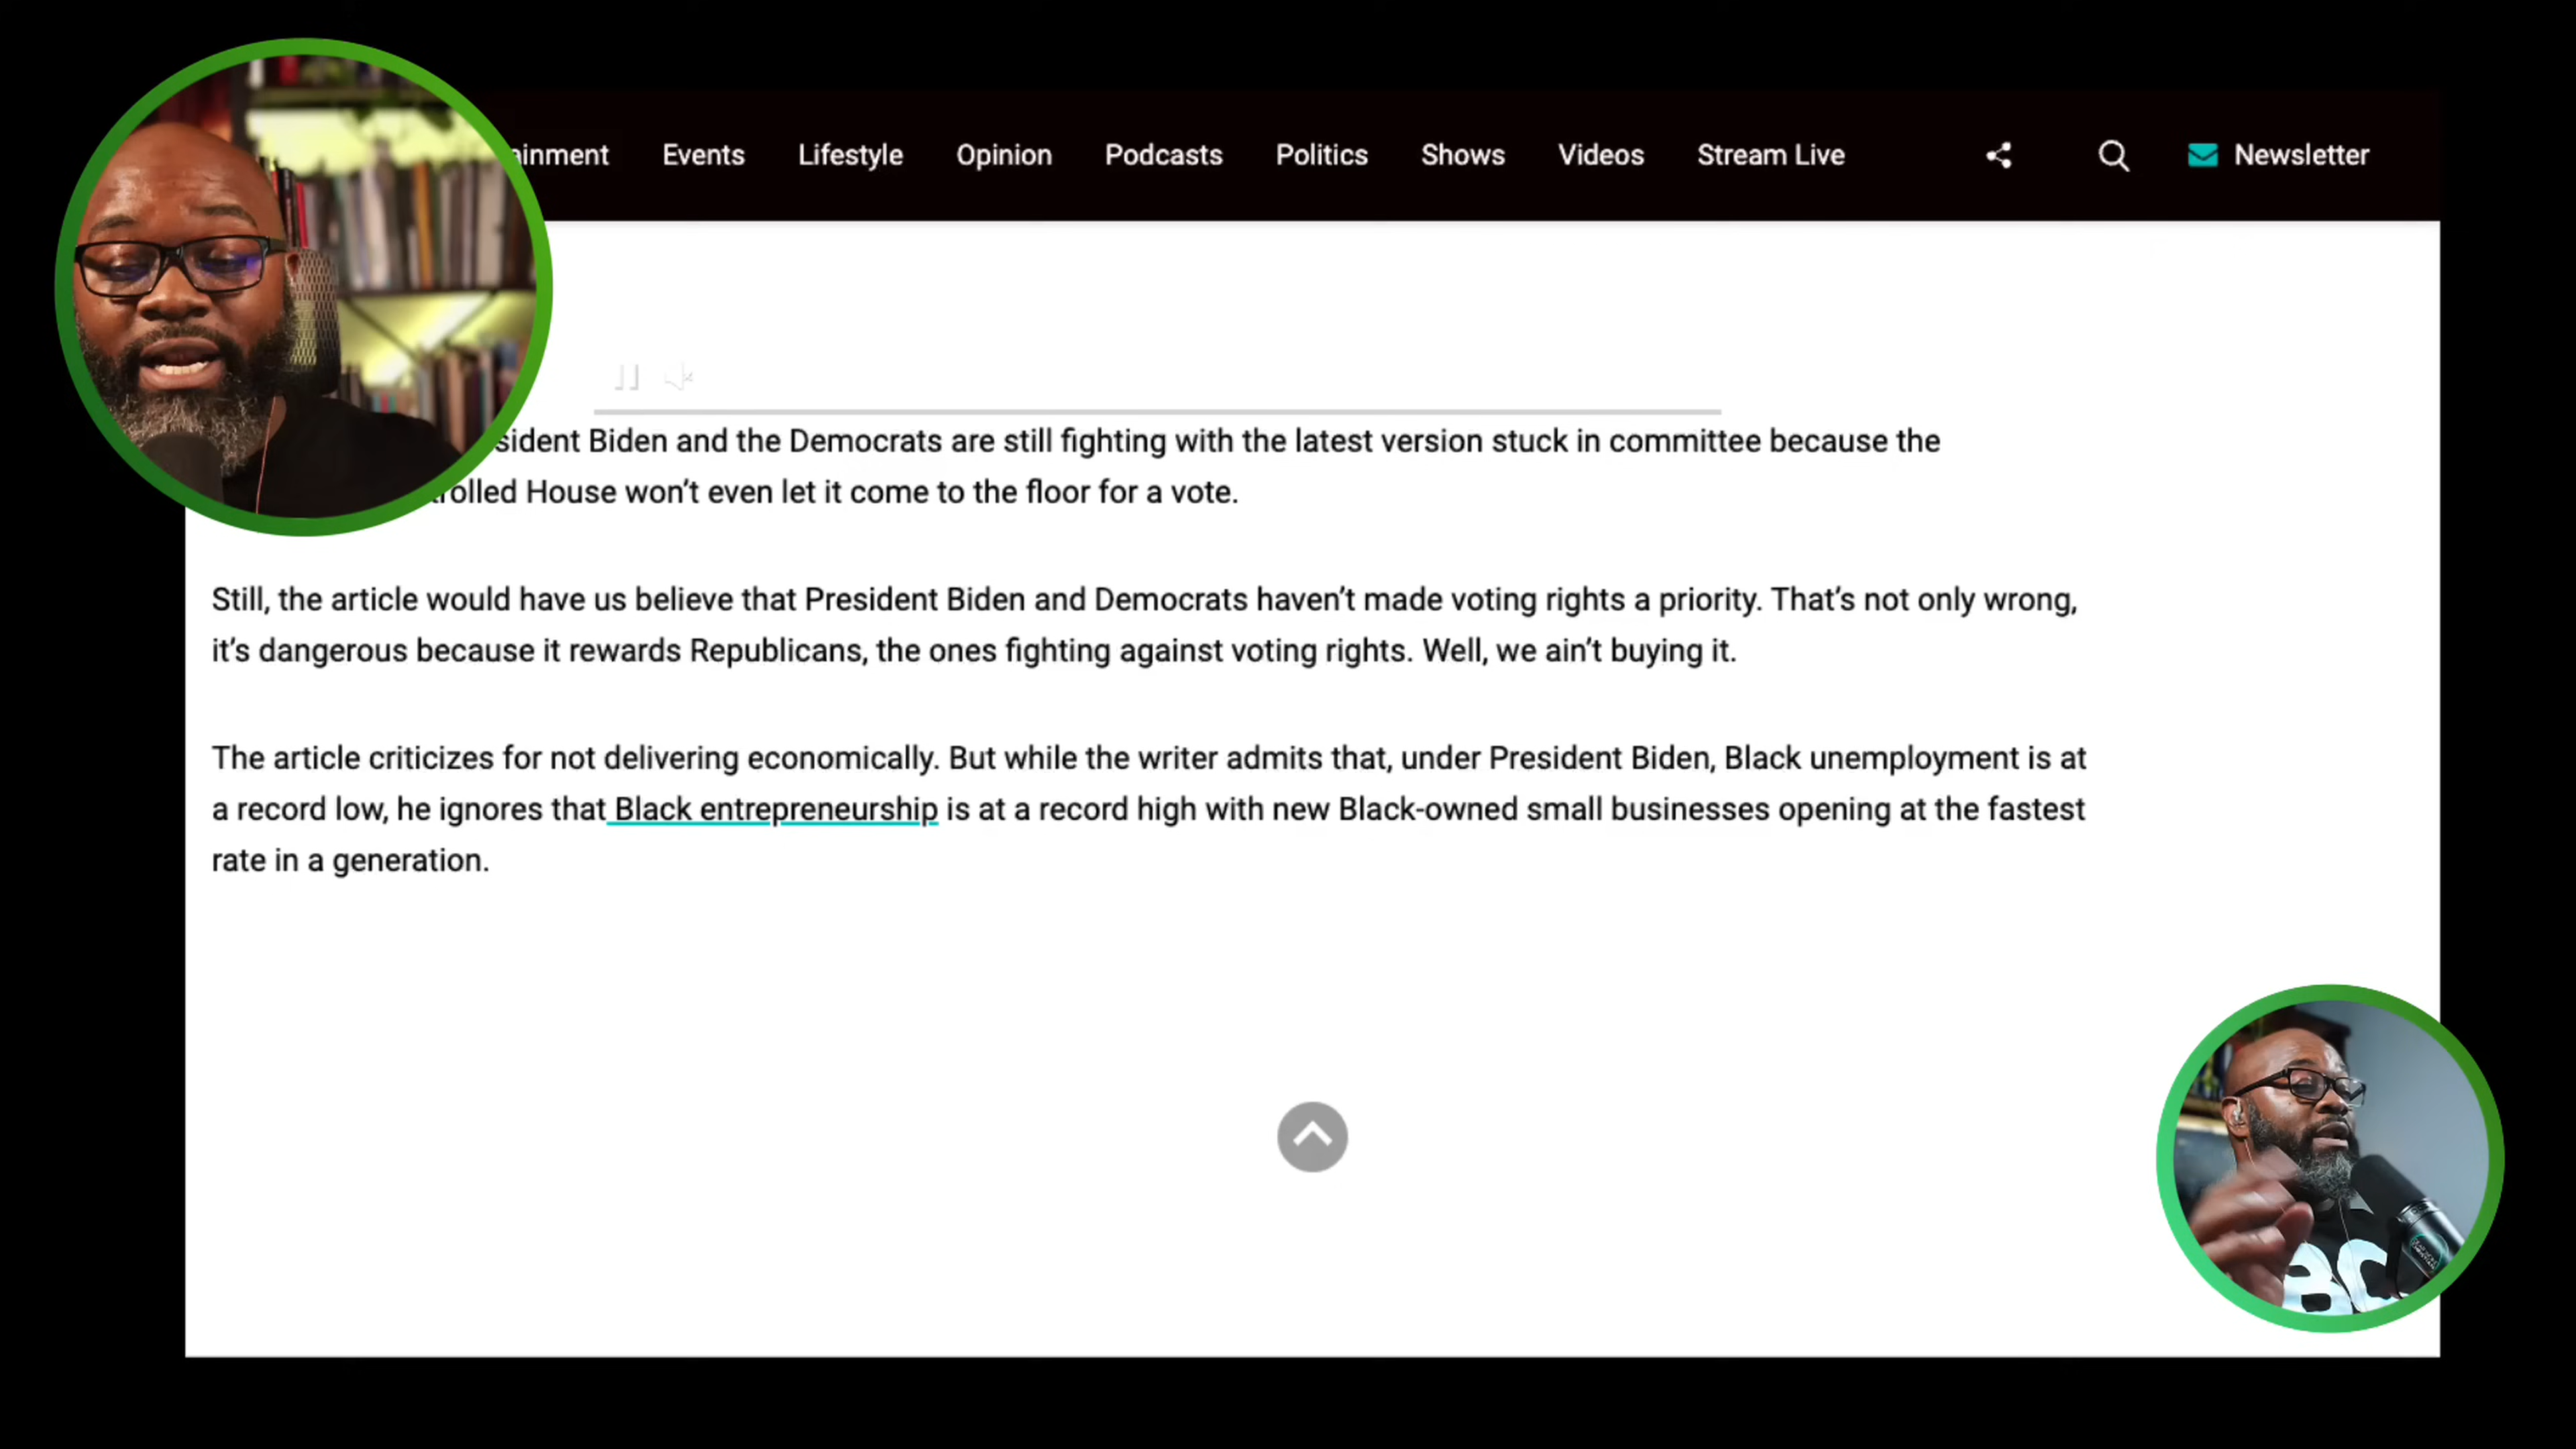 Events Lifestyle Opinion Podcasts Politics Shows Videos Stream Live Newsletter
Biden and the Democrats are still fighting with the latest version stuck in committee because the
House won’t even let it come to the floor for a vote.
Still, the article would have us believe that President Biden and Democrats haven’t made voting rights a priority. That’s not only wrong,
it’s dangerous because it rewards Republicans, the ones fighting against voting rights. Well, we ain’t buying it.
The article criticizes for not delivering economically. But while the writer admits that, under President Biden, Black unemployment is at
a record low, he ignores that Black entrepreneurship is at a record high with new Black-owned small businesses opening at the fastest
rate in a generation.